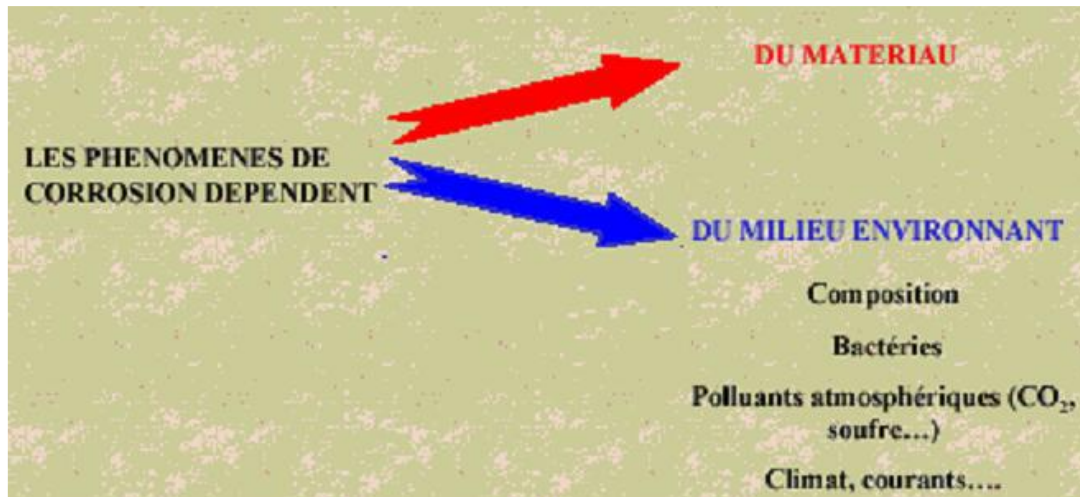 LES PHENOMENES DE
CORROSION DEPENDENT
DU MATERIAU
DU MILIEU ENVIRONNANT
Composition
Bactéries
Polluants atmosphériques (CO₂,
soufre...)
Climat, courants....